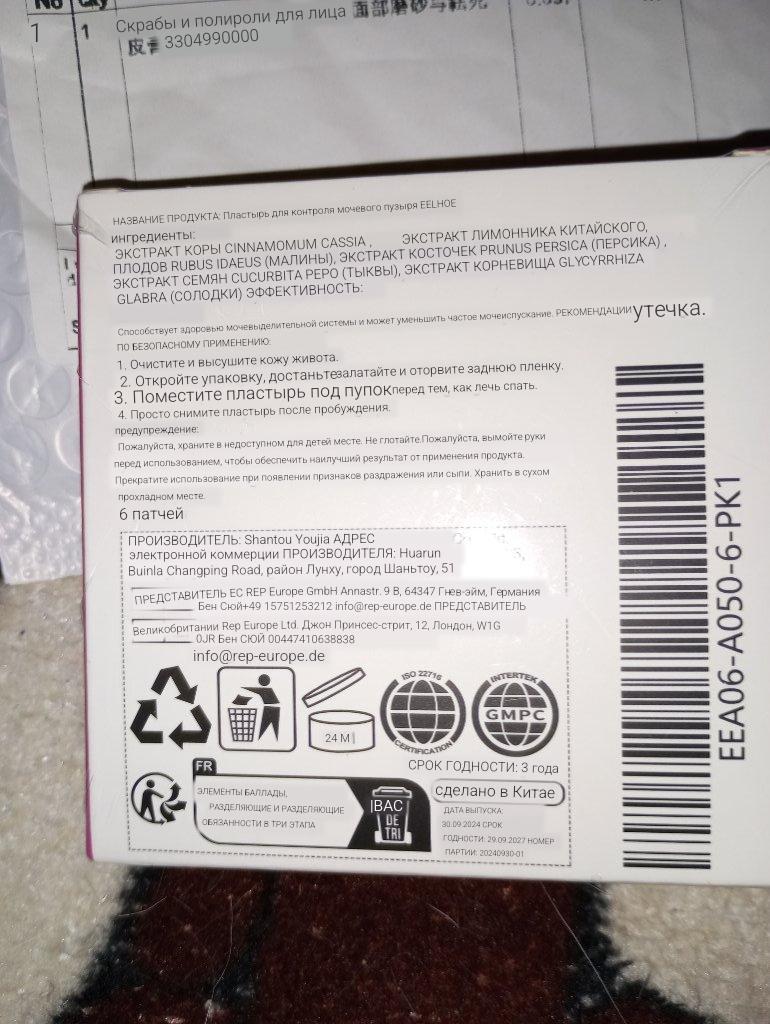 No Qty
1 1 Скрабы и полироли для лица 面部磨砂与
皮 3304990000
НАЗВАНИЕ ПРОДУКТА: Пластырь для контроля мочевого пузыря EELHOE
ингредиенты:
ЭКСТРАКТ КОРЫ CINNAMOMUM CASSIA , ЭКСТРАКТ ЛИМОННИКА КИТАЙСКОГО,
ПЛОДОВ RUBUS IDAEUS (МАЛИНЫ), ЭКСТРАКТ КОСТОЧЕК PRUNUS PERSICA (ПЕРСИКА) ,
ЭКСТРАКТ СЕМЯН CUCURBITA PEPO (ТЫКВЫ), ЭКСТРАКТ КОРНЕВИЩА GLYCYRRHIZA
GLABRA (СОЛОДКИ) ЭФФЕКТИВНОСТЬ:
Способствует здоровью мочевыделительной системы и может уменьшить частое мочеиспускание. РЕКОМЕНДАЦИИ утечка.
ПО БЕЗОПАСНОМУ ПРИМЕНЕНИЮ:
1. Очистите и высушите кожу живота.
2. Откройте упаковку, достаньтезалатайте и оторвите заднюю пленку.
3. Поместите пластырь под пупокперед тем, как лечь спать.
4. Просто снимите пластырь после пробуждения.
предупреждение:
Пожалуйста, храните в недоступном для детей месте. Не глотайте.Пожалуйста, вымойте руки
перед использованием, чтобы обеспечить наилучший результат от применения продукта.
Прекратите использование при появлении признаков раздражения или сыпи. Хранить в сухом
прохладном месте.
6 патчей
ПРОИЗВОДИТЕЛЬ: Shantou Youjia АДРЕС
электронной коммерции ПРОИЗВОДИТЕЛЯ: Huarun
Buinla Changping Road, район Лунху, город Шаньтоу, 51
ПРЕДСТАВИТЕЛЬ ЕС REP Europe GmbH Annastr. 9 B, 64347 Гнев-эйм, Германия
Бен Сюй+49 15751253212 info@rep-europe.de ПРЕДСТАВИТЕЛЬ
Великобритании Rep Europe Ltd. Джон Принсес-стрит, 12, Лондон, W1G
0JR Бен СЮЙ 00447410638838
info@rep-europe.de
24 M
ISO 22716
CERTIFICATION
INTERTEK
GMPC
СРОК ГОДНОСТИ: 3 года
FR
ЭЛЕМЕНТЫ БАЛЛАДЫ,
РАЗДЕЛЯЮЩИЕ И РАЗДЕЛЯЮЩИЕ
ОБЯЗАННОСТИ В ТРИ ЭТАПА
BAC
DE
TRI
сделано в Китае
ДАТА ВЫПУСКА:
30.09.2024 СРОК
ГОДНОСТИ: 29.09.2027 НОМЕР
ПАРТИИ: 20240930-01
EEA06-A050-6-PK1